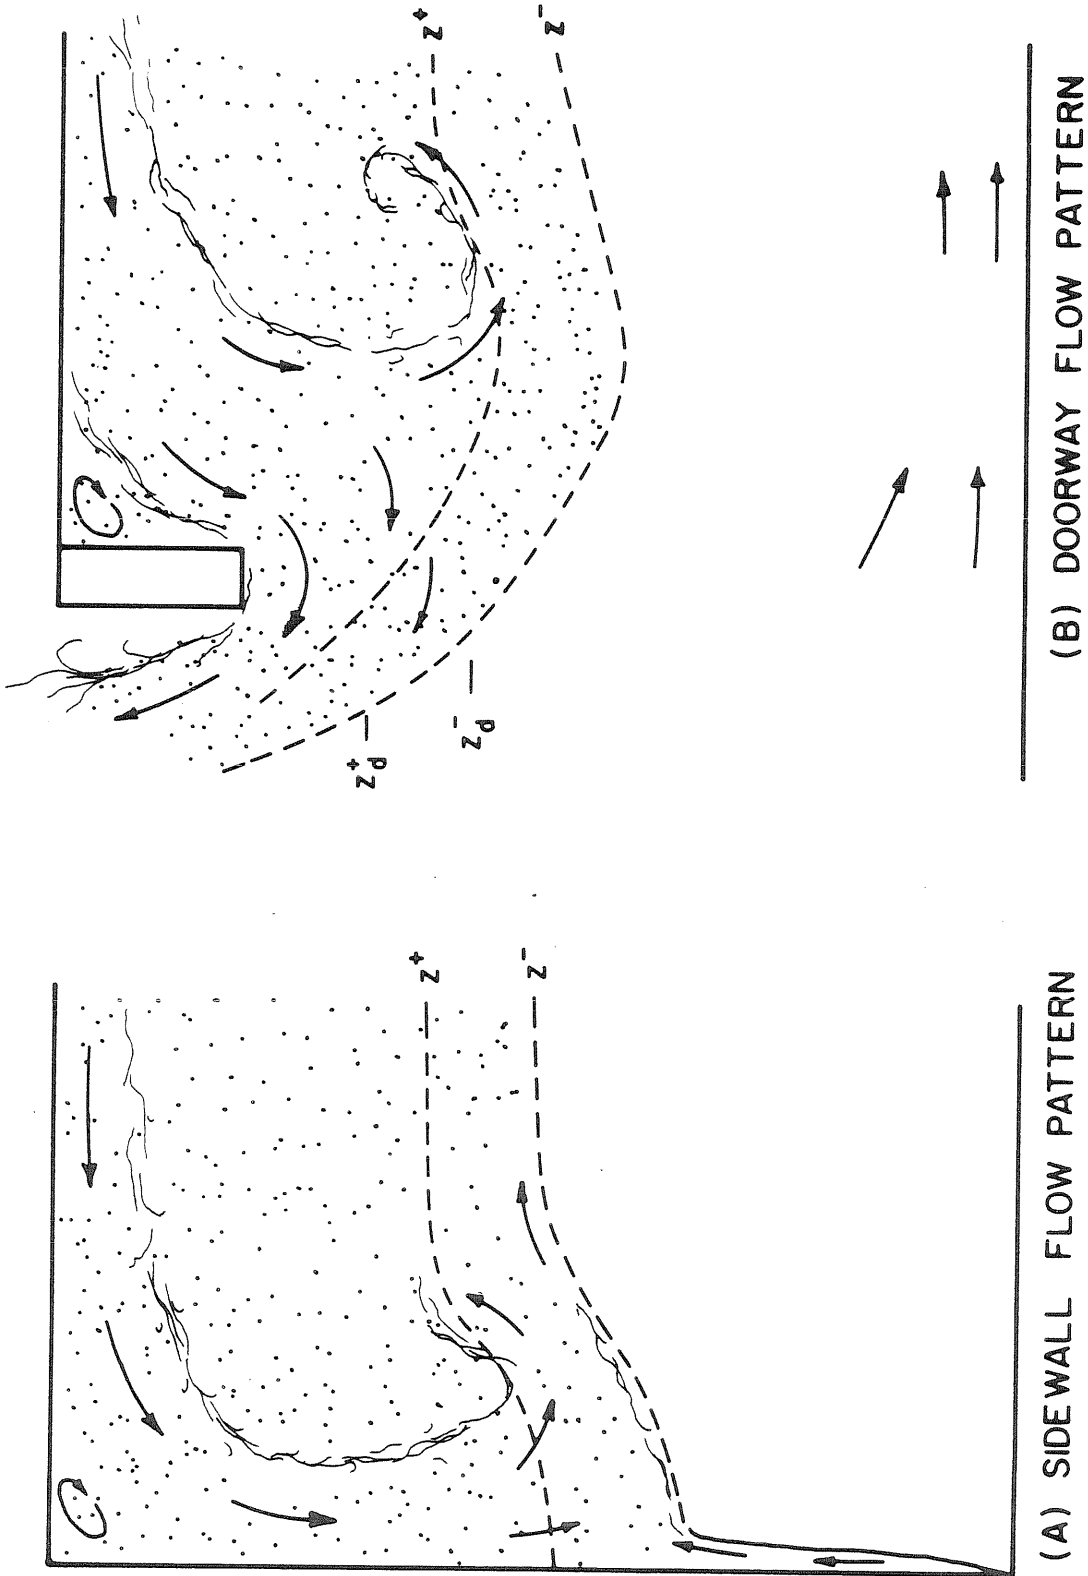 z⁺
z⁻
(A) SIDEWALL FLOW PATTERN
z⁺
z⁻
z⁺d
z⁻d
(B) DOORWAY FLOW PATTERN